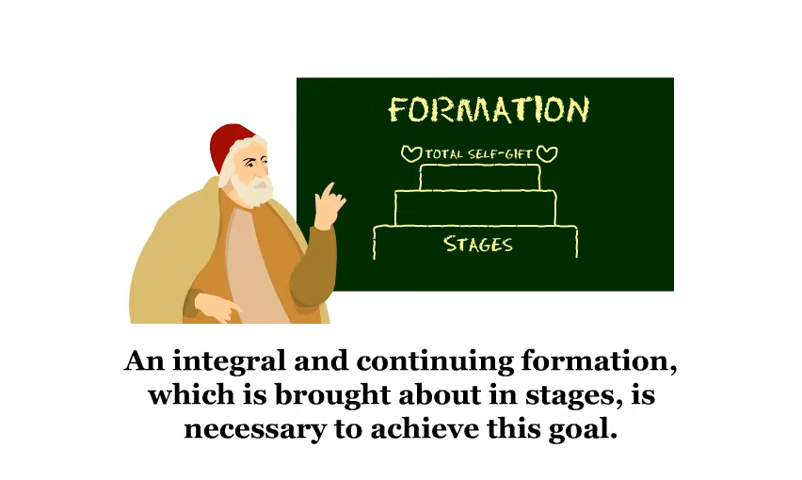 FORMATION
TOTAL SELF-GIFT
STAGES
An integral and continuing formation,
which is brought about in stages, is
necessary to achieve this goal.